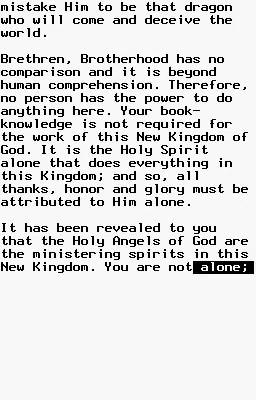 mistake Him to be that dragon
who will come and deceive the
world.
Brethren, Brotherhood has no
comparison and it is beyond
human comprehension. Therefore,
no person has the power to do
anything here. Your book-
knowledge is not required for
the work of this New Kingdom of
God. It is the Holy Spirit
alone that does everything in
this Kingdom; and so, all
thanks, honor and glory must be
attributed to Him alone.
It has been revealed to you
that the Holy Angels of God are
the ministering spirits in this
New Kingdom. You are not alone;